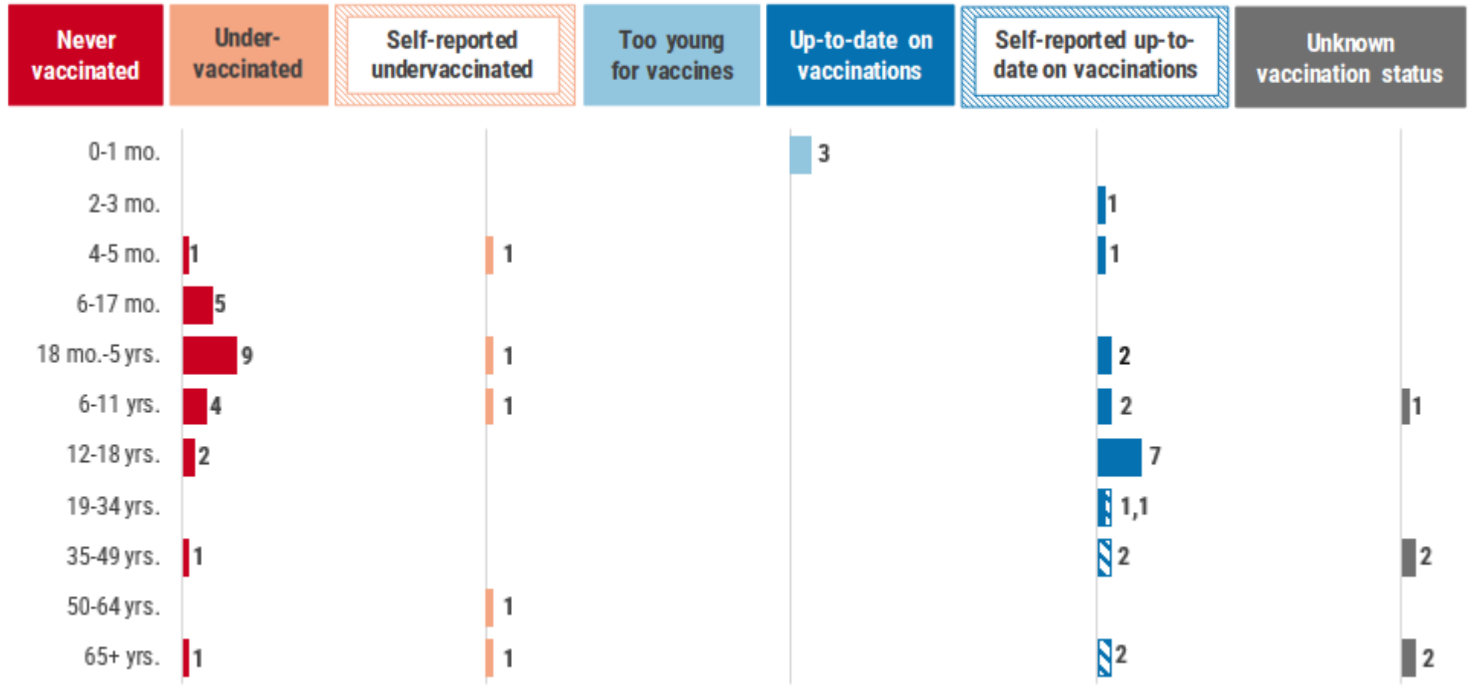 Never
vaccinated
Under-
vaccinated
Self-reported
undervaccinated
Too young
for vaccines
Up-to-date on
vaccinations
Self-reported up-to-
date on vaccinations
Unknown
vaccination status
0-1 mo. 3
2-3 mo. 1
4-5 mo. 1 1 1
6-17 mo. 5
18 mo.-5 yrs. 9 1 2
6-11 yrs. 4 1 2 1
12-18 yrs. 2 7
19-34 yrs. 1,1
35-49 yrs. 1 2 2
50-64 yrs. 1
65+ yrs. 1 1 2 2